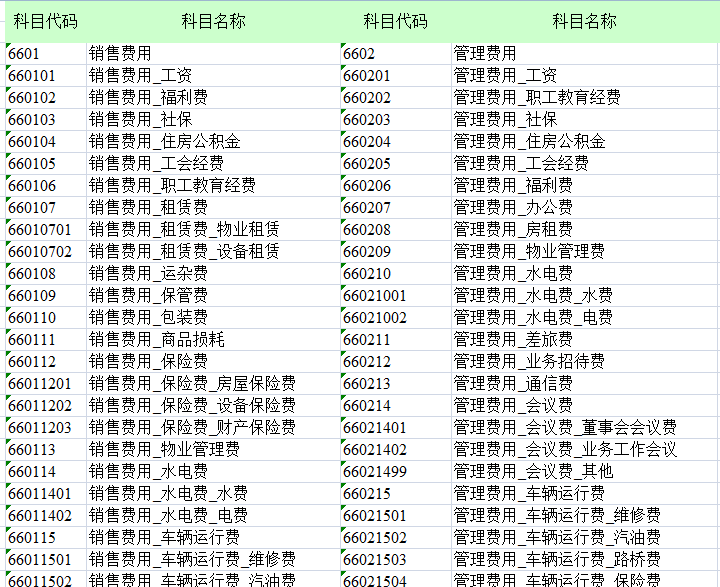 科目代码 科目名称 科目代码 科目名称
6601 销售费用 6602 管理费用
660101 销售费用_工资 660201 管理费用_工资
660102 销售费用_福利费 660202 管理费用_职工教育经费
660103 销售费用_社保 660203 管理费用_社保
660104 销售费用_住房公积金 660204 管理费用_住房公积金
660105 销售费用_工会经费 660205 管理费用_工会经费
660106 销售费用_职工教育经费 660206 管理费用_福利费
660107 销售费用_租赁费 660207 管理费用_办公费
66010701 销售费用_租赁费_物业租赁 660208 管理费用_房租费
66010702 销售费用_租赁费_设备租赁 660209 管理费用_物业管理费
660108 销售费用_运杂费 660210 管理费用_水电费
660109 销售费用_保管费 66021001 管理费用_水电费_水费
660110 销售费用_包装费 66021002 管理费用_水电费_电费
660111 销售费用_商品损耗 660211 管理费用_差旅费
660112 销售费用_保险费 660212 管理费用_业务招待费
66011201 销售费用_保险费_房屋保险费 660213 管理费用_通信费
66011202 销售费用_保险费_设备保险费 660214 管理费用_会议费
66011203 销售费用_保险费_财产保险费 66021401 管理费用_会议费_董事会会议费
660113 销售费用_物业管理费 66021402 管理费用_会议费_业务工作会议
660114 销售费用_水电费 66021499 管理费用_会议费_其他
66011401 销售费用_水电费_水费 660215 管理费用_车辆运行费
66011402 销售费用_水电费_电费 66021501 管理费用_车辆运行费_维修费
660115 销售费用_车辆运行费 66021502 管理费用_车辆运行费_汽油费
66011501 销售费用_车辆运行费_维修费 66021503 管理费用_车辆运行费_路桥费
66011502 销售费用_车辆运行费_汽油费 66021504 管理费用_车辆运行费_保险费